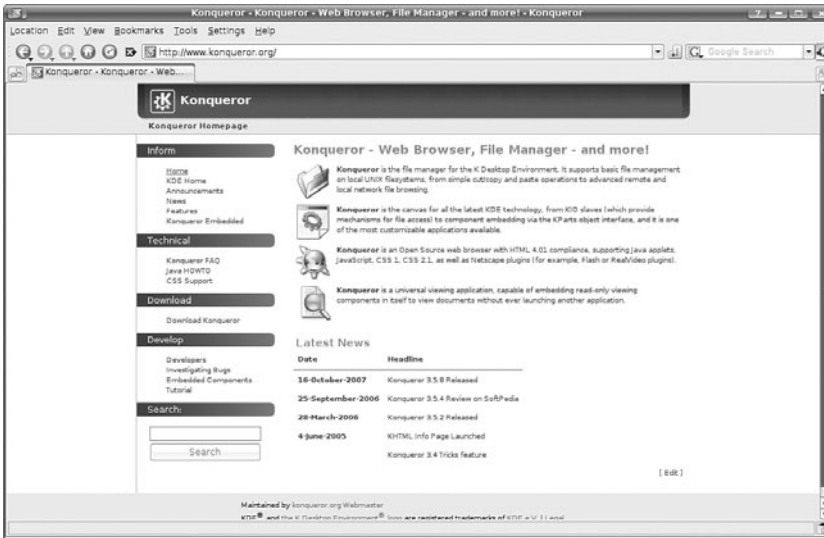 Konqueror - Konqueror - Web Browser, File Manager - and more! - Konqueror
Location Edit View Bookmarks Tools Settings Help
http://www.konqueror.org/
Google Search
Konqueror - Konqueror - Web...
Konqueror
Konqueror Homepage
Inform
Home
KDE Home
Announcements
News
Features
Konqueror Embedded
Technical
Konqueror FAQ
Java HOWTO
CSS Support
Download
Download Konqueror
Develop
Developers
Investigating Bugs
Embedded Components
Tutorial
Search:
Search
Konqueror - Web Browser, File Manager - and more!
Konqueror is the file manager for the K Desktop Environment. It supports basic file management
on local UNIX filesystems, from simple cut/copy and paste operations to advanced remote and
local network file browsing.
Konqueror is the canvas for all the latest KDE technology, from KIO slaves (which provide
mechanisms for file access) to component embedding via the KParts object interface, and it is one
of the most customizable applications available.
Konqueror is an Open Source web browser with HTML 4.01 compliance, supporting Java applets,
JavaScript, CSS 1, CSS 2.1, as well as Netscape plugins (for example, Flash or RealVideo plugins).
Konqueror is a universal viewing application, capable of embedding read-only viewing
components in itself to view documents without ever launching another application.
Latest News
Date Headline
16-October-2007 Konqueror 3.5.8 Released
25-September-2006 Konqueror 3.5.4 Review on SoftPedia
28-March-2006 Konqueror 3.5.2 Released
4-June-2005 KHTML Info Page Launched
Konqueror 3.4 Tricks feature
[ Edit ]
Maintained by konqueror.org Webmaster
KDE® and the K Desktop Environment® logo are registered trademarks of KDE e.V. | Legal